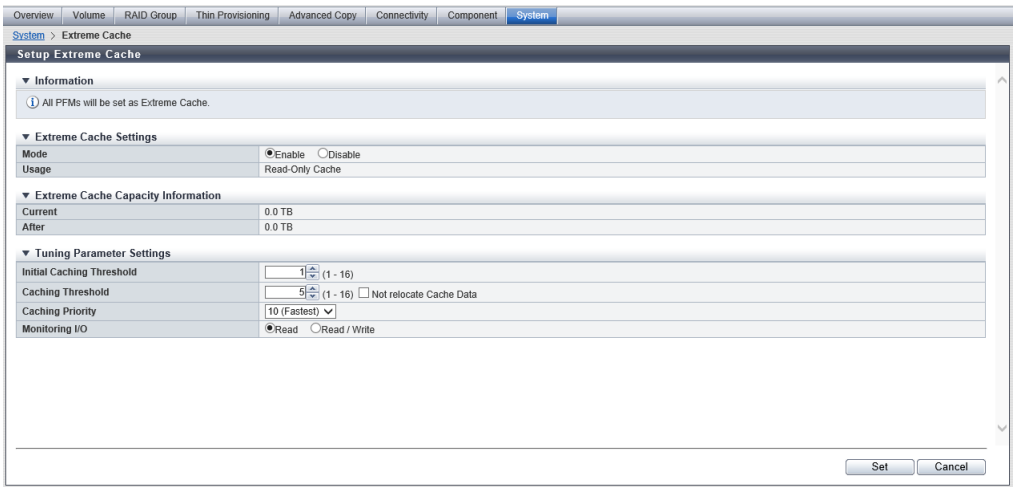 Overview Volume RAID Group Thin Provisioning Advanced Copy Connectivity Component System
System > Extreme Cache
Setup Extreme Cache
▼ Information
All PFMs will be set as Extreme Cache.
▼ Extreme Cache Settings
Mode Enable Disable
Usage Read-Only Cache
▼ Extreme Cache Capacity Information
Current 0.0 TB
After 0.0 TB
▼ Tuning Parameter Settings
Initial Caching Threshold 1 (1 - 16)
Caching Threshold 5 (1 - 16) Not relocate Cache Data
Caching Priority 10 (Fastest)
Monitoring I/O Read Read / Write
Set Cancel